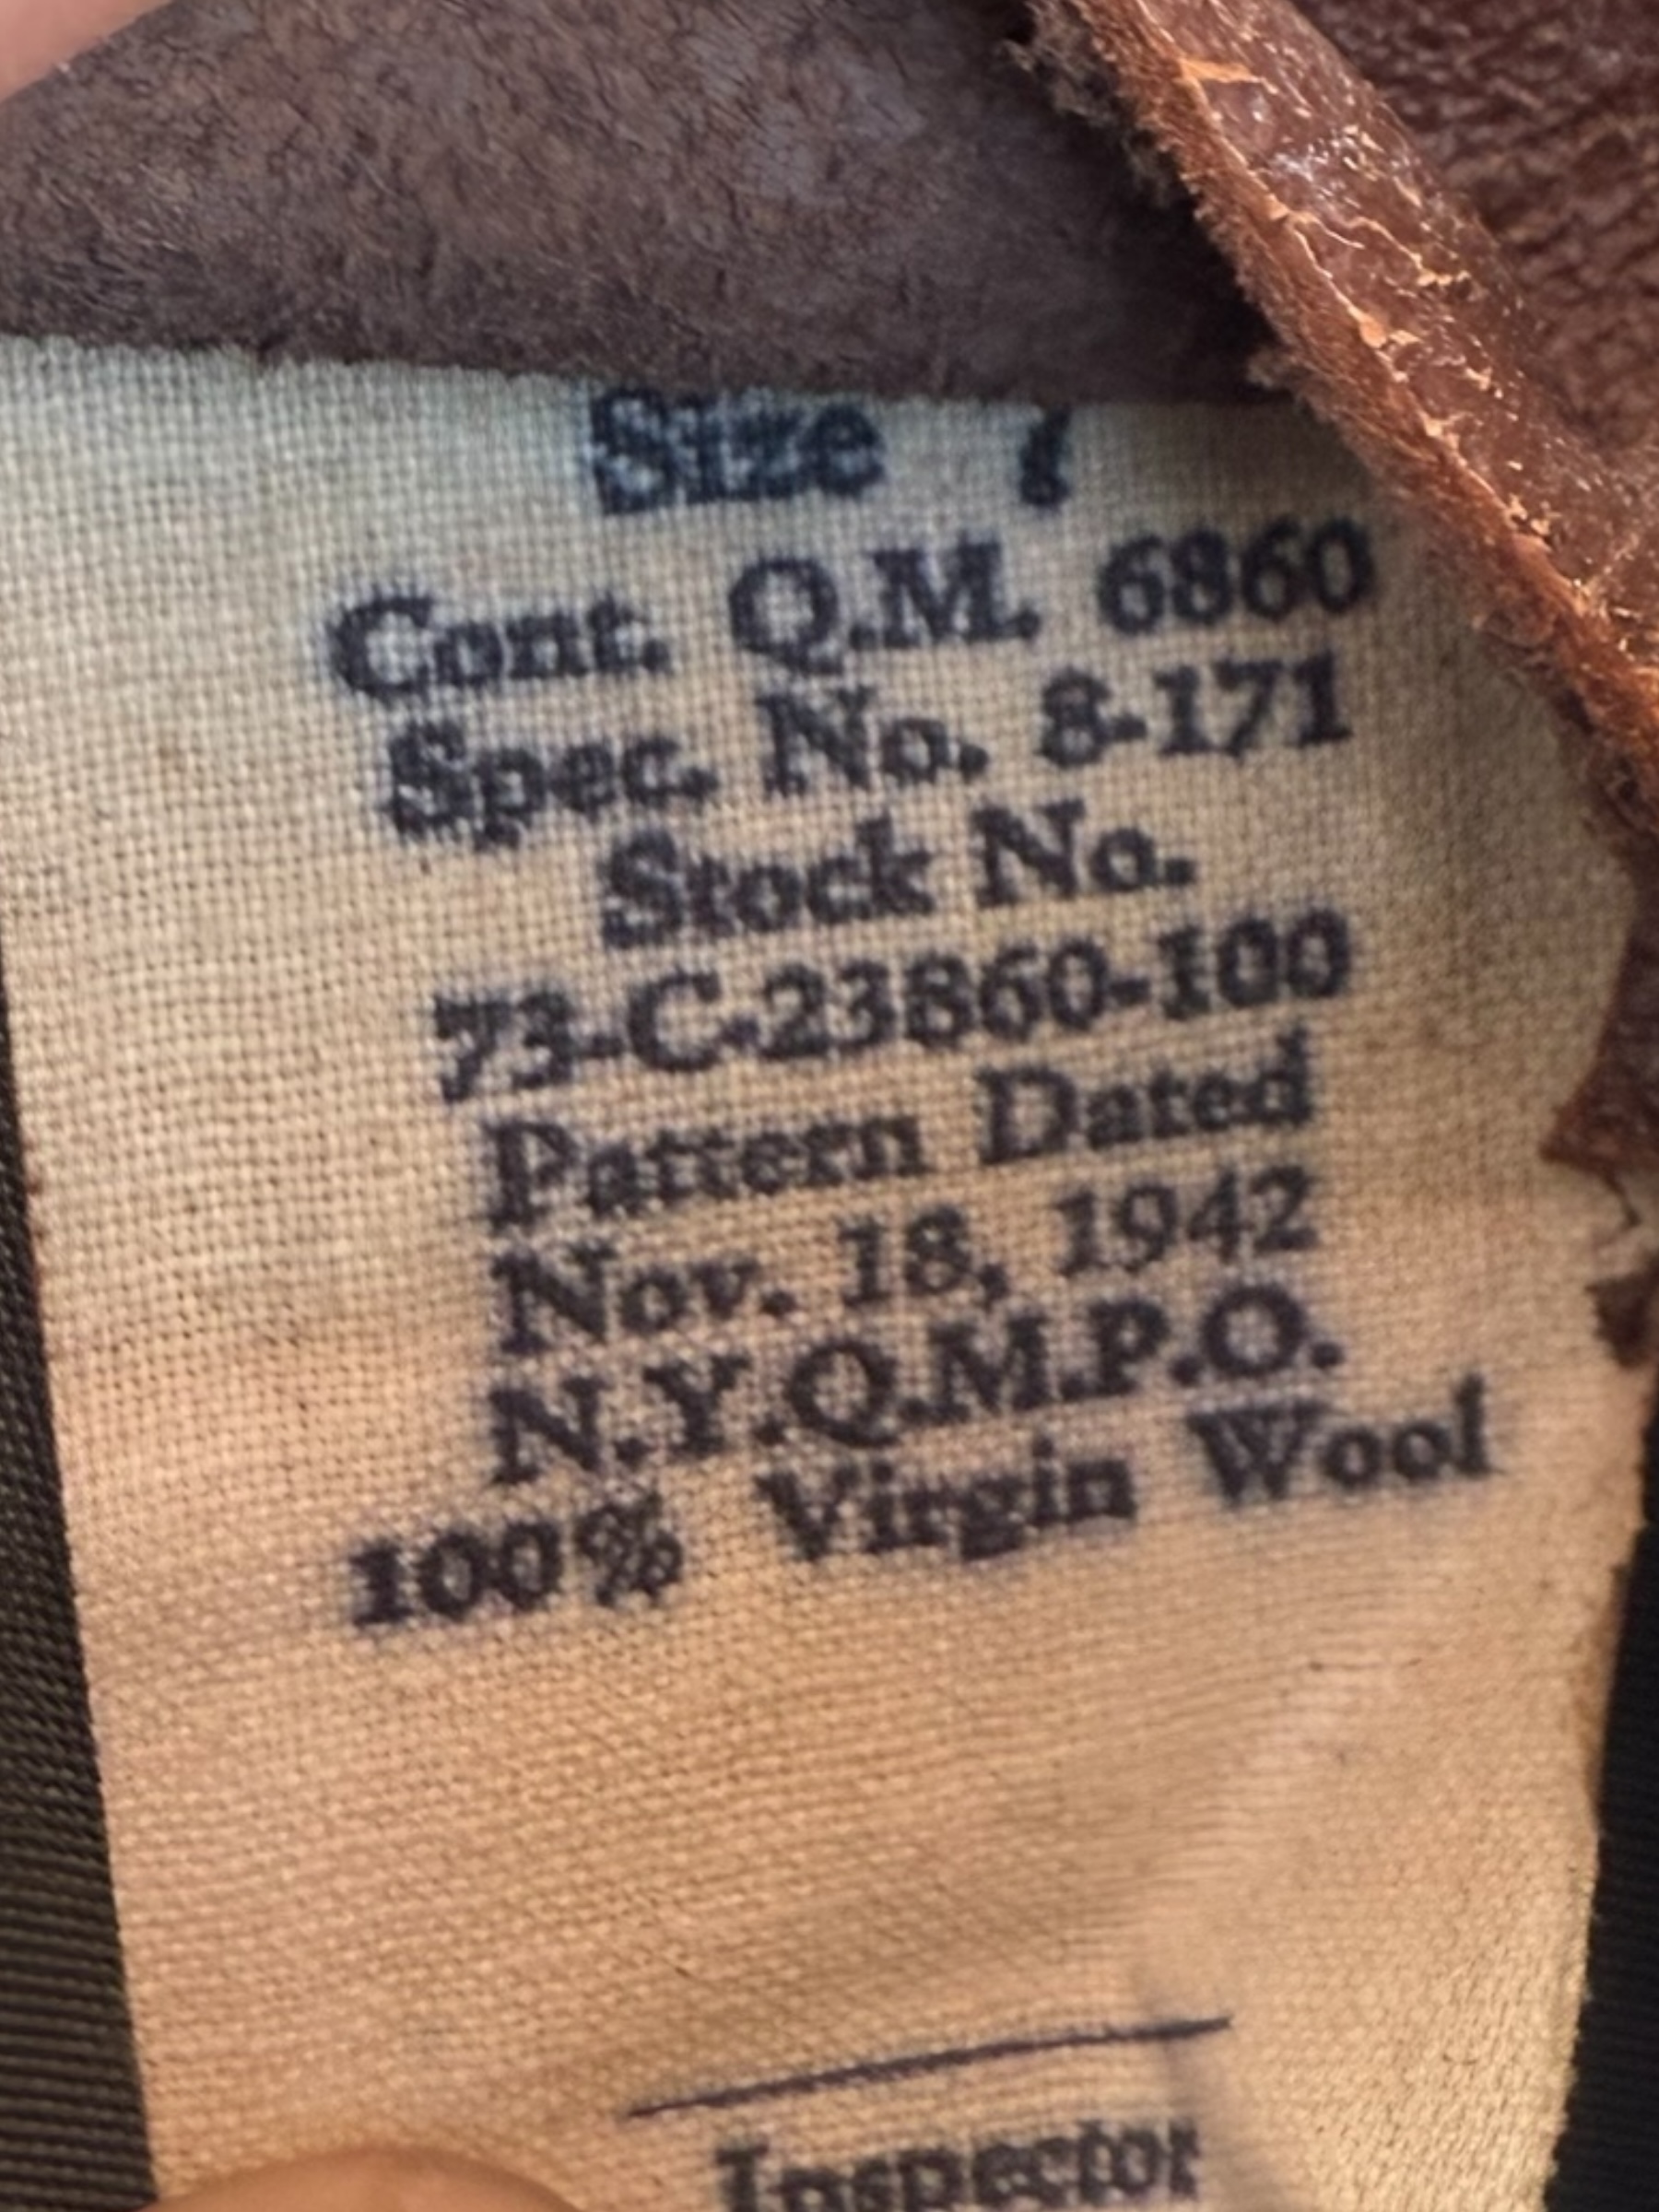 Size 7
Cont. Q.M. 6860
Spec. No. 8-171
Stock No.
73-C-23860-100
Pattern Dated
Nov. 18, 1942
N.Y.Q.M.P.O.
100% Virgin Wool
Inspector